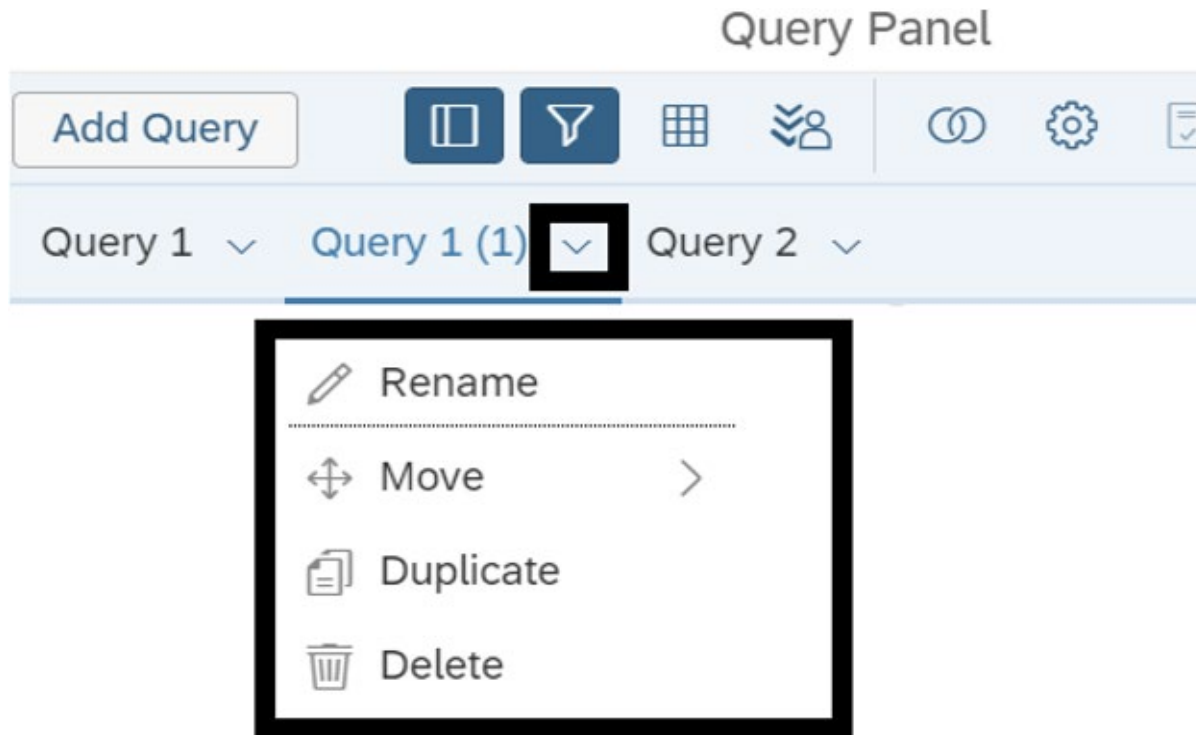 Query Panel
Add Query
Query 1 Query 1 (1) Query 2
Rename
Move
Duplicate
Delete